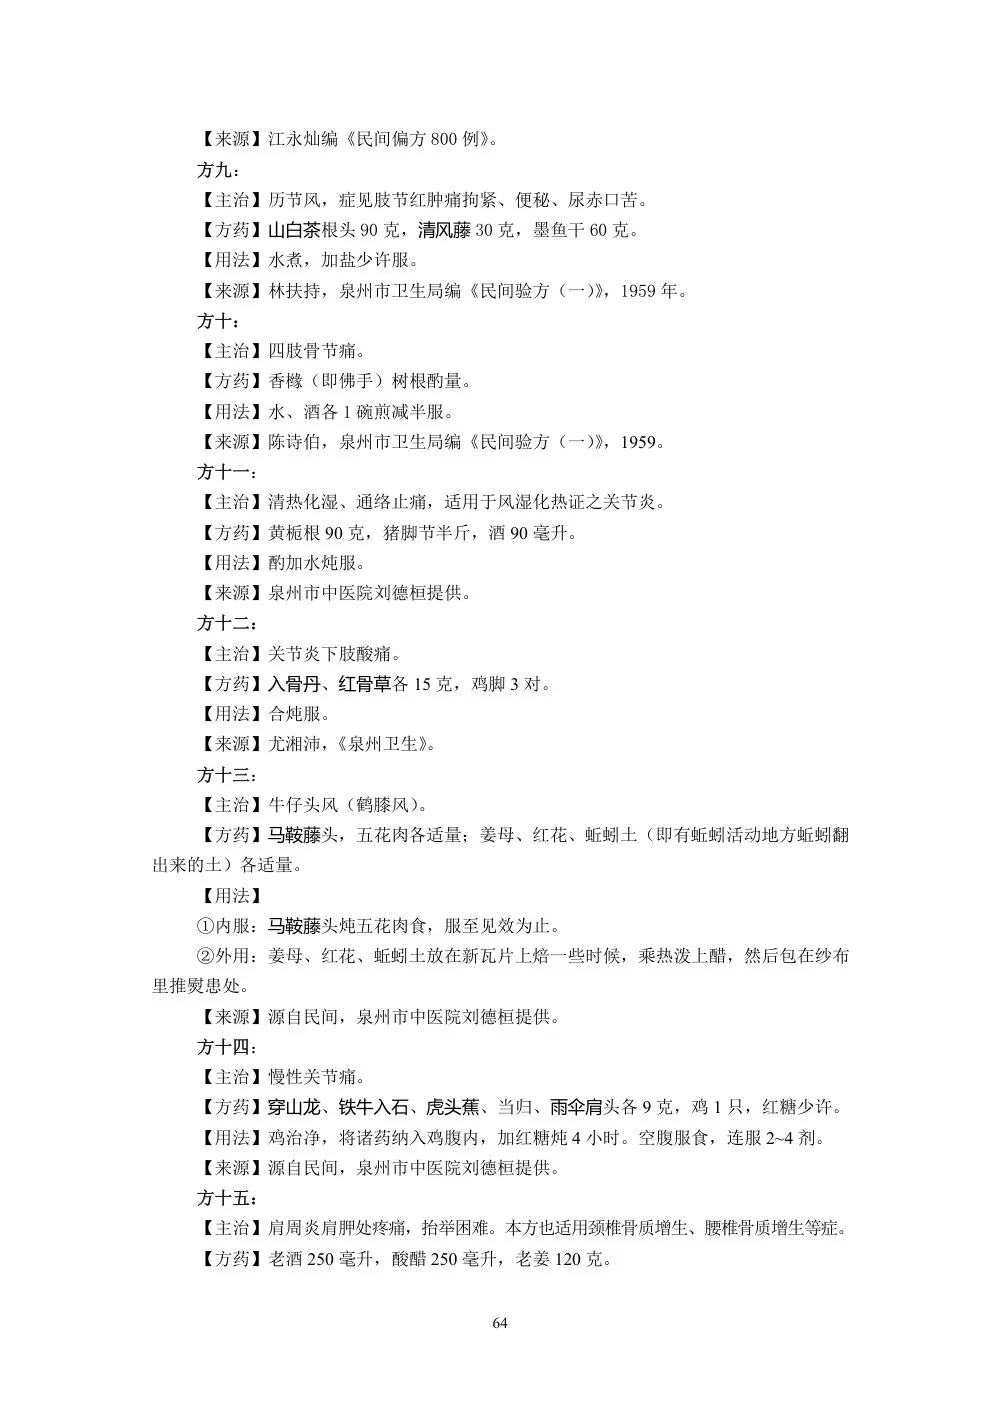 【来源】江永灿编《民间偏方 800 例》。
方九：
【主治】历节风，症见肢节红肿痛拘紧、便秘、尿赤口苦。
【方药】山白茶根头 90 克，清风藤 30 克，墨鱼干 60 克。
【用法】水煮，加盐少许服。
【来源】林扶持，泉州市卫生局编《民间验方（一）》，1959 年。
方十：
【主治】四肢骨节痛。
【方药】香橼（即佛手）树根酌量。
【用法】水、酒各 1 碗煎减半服。
【来源】陈诗伯，泉州市卫生局编《民间验方（一）》，1959。
方十一：
【主治】清热化湿、通络止痛，适用于风湿化热证之关节炎。
【方药】黄栀根 90 克，猪脚节半斤，酒 90 毫升。
【用法】酌加水炖服。
【来源】泉州市中医院刘德桓提供。
方十二：
【主治】关节炎下肢酸痛。
【方药】入骨丹、红骨草各 15 克，鸡脚 3 对。
【用法】合炖服。
【来源】尤湘沛，《泉州卫生》。
方十三：
【主治】牛仔头风（鹤膝风）。
【方药】马鞍藤头，五花肉各适量；姜母、红花、蚯蚓土（即有蚯蚓活动地方蚯蚓翻
出来的土）各适量。
【用法】
①内服：马鞍藤头炖五花肉食，服至见效为止。
②外用：姜母、红花、蚯蚓土放在新瓦片上焙一些时候，乘热泼上醋，然后包在纱布
里推熨患处。
【来源】源自民间，泉州市中医院刘德桓提供。
方十四：
【主治】慢性关节痛。
【方药】穿山龙、铁牛入石、虎头蕉、当归、雨伞肩头各 9 克，鸡 1 只，红糖少许。
【用法】鸡治净，将诸药纳入鸡腹内，加红糖炖 4 小时。空腹服食，连服 2~4 剂。
【来源】源自民间，泉州市中医院刘德桓提供。
方十五：
【主治】肩周炎肩胛处疼痛，抬举困难。本方也适用颈椎骨质增生、腰椎骨质增生等症。
【方药】老酒 250 毫升，酸醋 250 毫升，老姜 120 克。
64